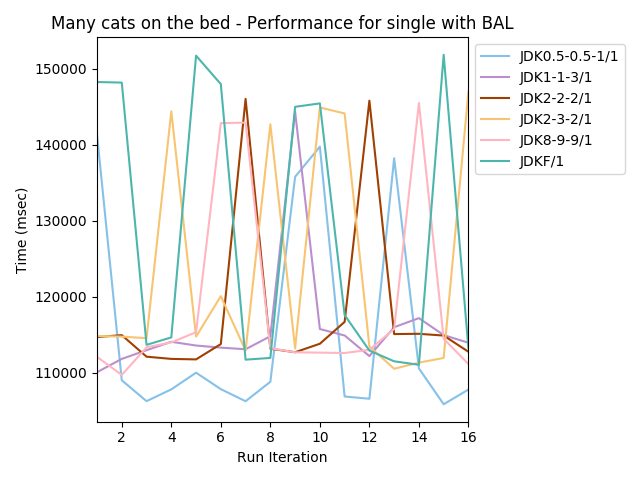 Many cats on the bed - Performance for single with BAL
150000
140000
130000
120000
110000
Time (msec)
2 4 6 8 10 12 14 16
Run Iteration
JDK0.5-0.5-1/1
JDK1-1-3/1
JDK2-2-2/1
JDK2-3-2/1
JDK8-9-9/1
JDKF/1